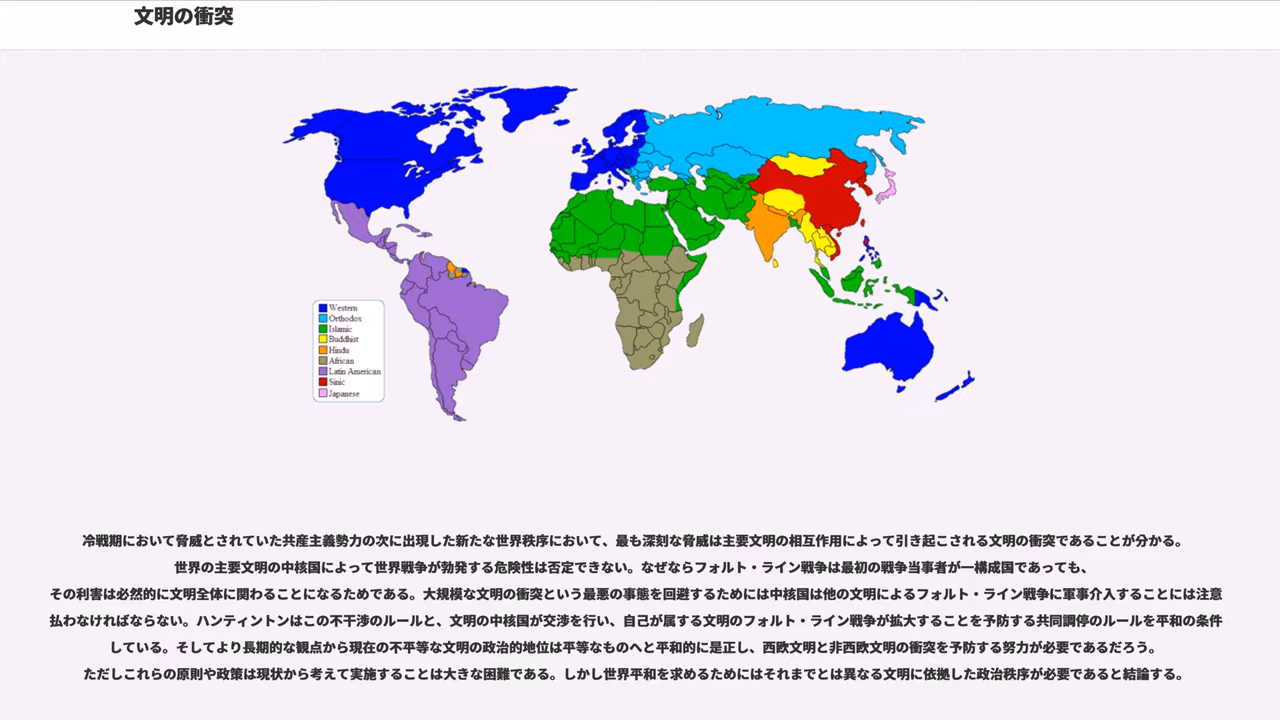 文明の衝突
Western
Orthodox
Islamic
Buddhist
Hindu
African
Latin American
Sinic
Japanese
冷戦期において脅威とされていた共産主義勢力の次に出現した新たな世界秩序において、最も深刻な脅威は主要文明の相互作用によって引き起こされる文明の衝突であることが分かる。
世界の主要文明の中核国によって世界戦争が勃発する危険性は否定できない。なぜならフォルト・ライン戦争は最初の戦争当事者が一構成国であっても、
その利害は必然的に文明全体に関わることになるためである。大規模な文明の衝突という最悪の事態を回避するためには中核国は他の文明によるフォルト・ライン戦争に軍事介入することには注意
払わなければならない。ハンティントンはこの不干渉のルールと、文明の中核国が交渉を行い、自己が属する文明のフォルト・ライン戦争が拡大することを予防する共同調停のルールを平和の条件
している。そしてより長期的な観点から現在の不平等な文明の政治的地位は平等なものへと平和的に是正し、西欧文明と非西欧文明の衝突を予防する努力が必要であるだろう。
ただしこれらの原則や政策は現状から考えて実施することは大きな困難である。しかし世界平和を求めるためにはそれまでとは異なる文明に依拠した政治秩序が必要であると結論する。